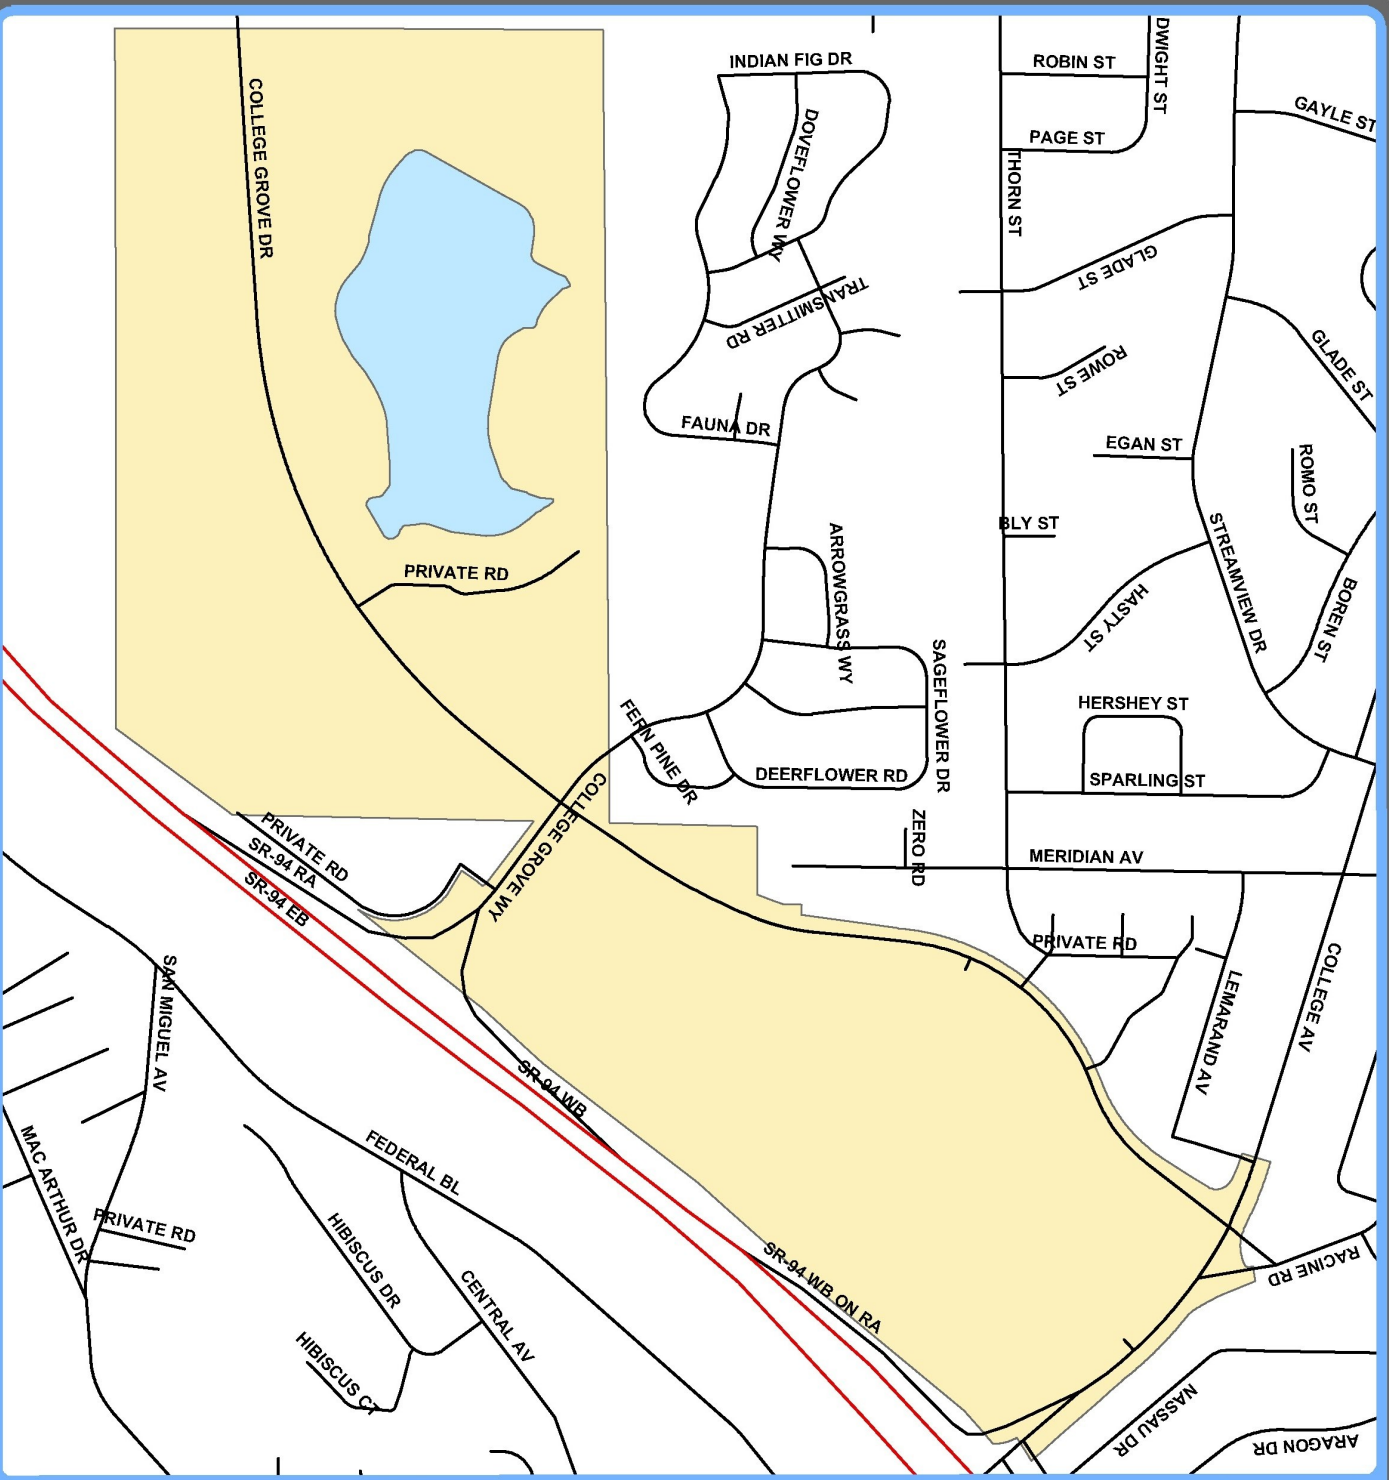 DWIGHT ST
INDIAN FIG DR
ROBIN ST
COLLEGE GROVE DR
GAYLE ST
DOVEFLOWER WY
PAGE ST
THORN ST
GLADE ST
TRANSMITTER RD
ROWE ST
GLADE ST
FAUNA DR
EGAN ST
ROMO ST
BLY ST
STREAMVIEW DR
ARROWGRASS WY
PRIVATE RD
HASTY ST
BOREN ST
SAGEFLOWER DR
FERN PINE DR
HERSHEY ST
DEERFLOWER RD
SPARLING ST
COLLEGE GROVE WY
PRIVATE RD
ZERO RD
SR-94 RA
MERIDIAN AV
SR-94 EB
PRIVATE RD
COLLEGE AV
SAN MIGUEL AV
LEMARAND AV
SR-94 WB
MAC ARTHUR DR
FEDERAL BL
PRIVATE RD
HIBISCUS DR
SR-94 WB ON RA
RACINE RD
CENTRAL AV
HIBISCUS CT
NASSAU DR
ARAGON DR